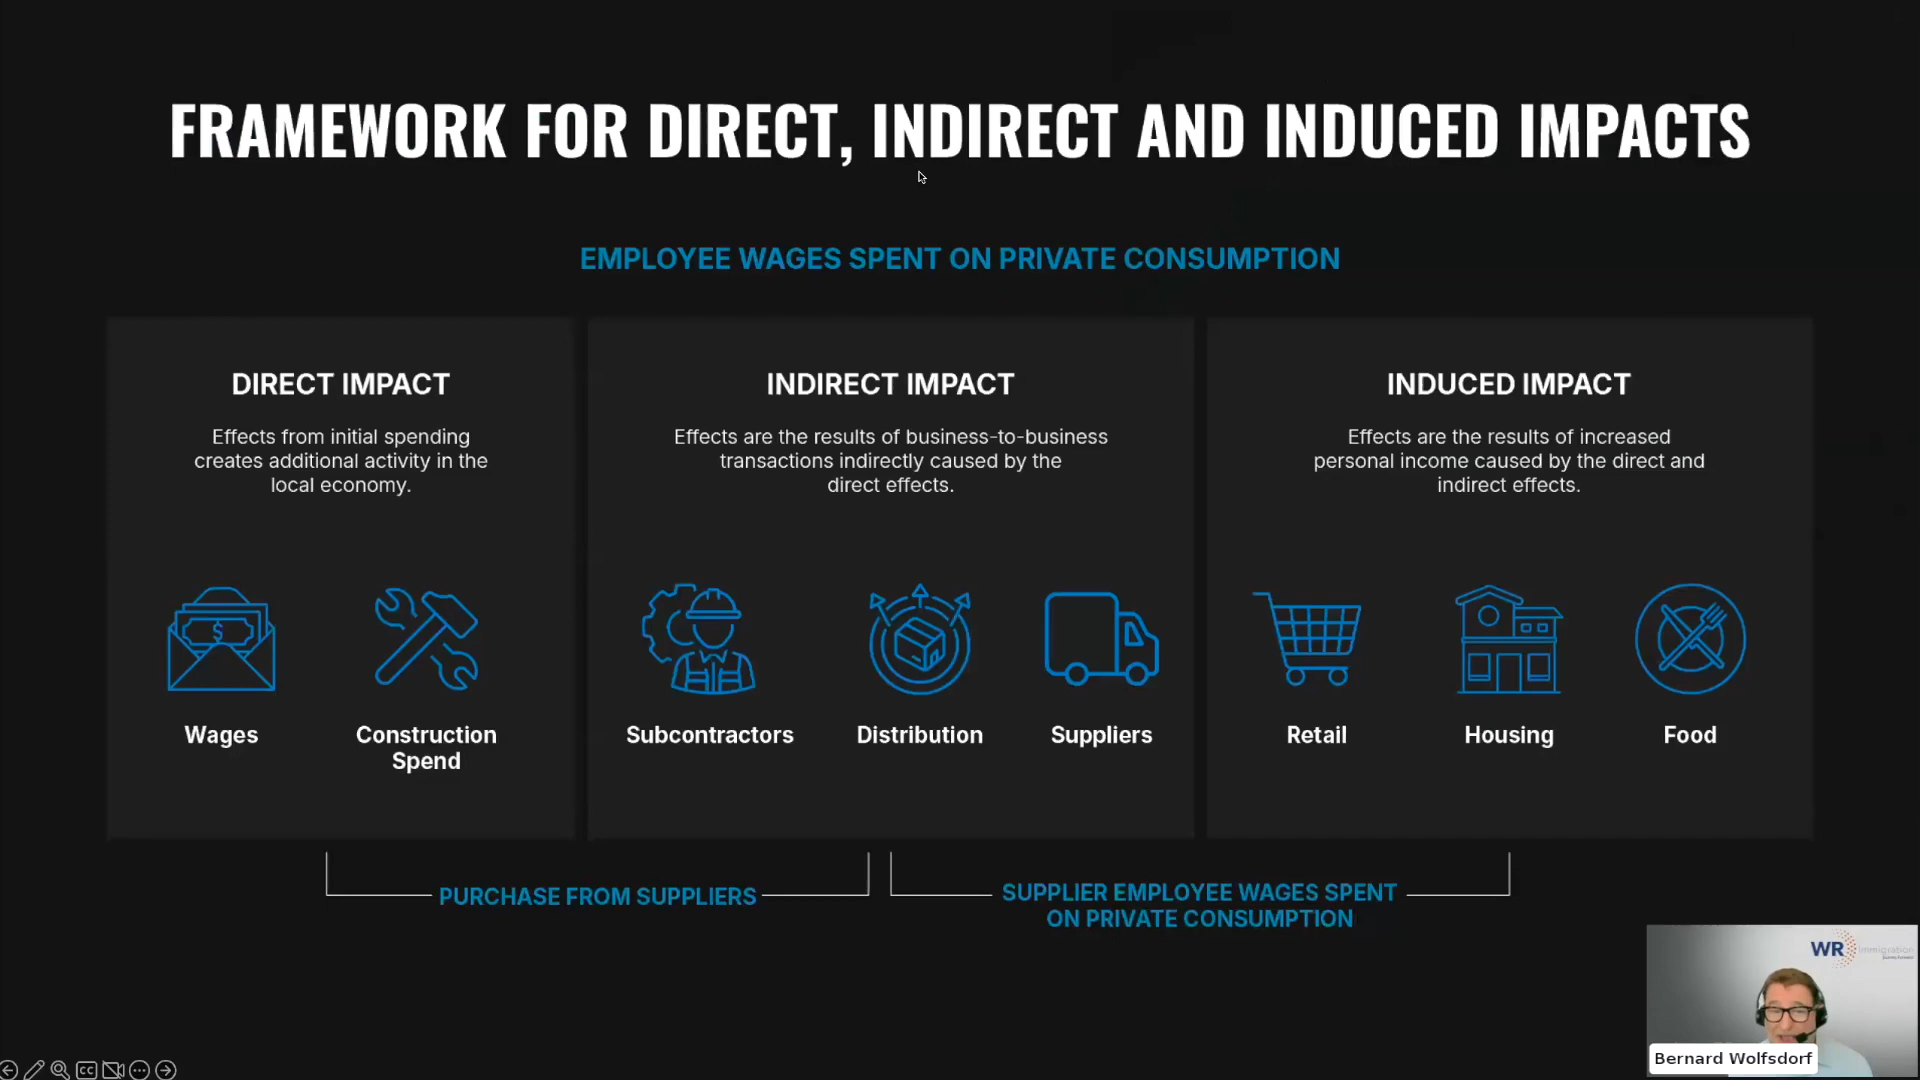 FRAMEWORK FOR DIRECT, INDIRECT AND INDUCED IMPACTS
EMPLOYEE WAGES SPENT ON PRIVATE CONSUMPTION
DIRECT IMPACT
Effects from initial spending
creates additional activity in the
local economy.
$
Wages
Construction
Spend
INDIRECT IMPACT
Effects are the results of business-to-business
transactions indirectly caused by the
direct effects.
Subcontractors
Distribution
Suppliers
INDUCED IMPACT
Effects are the results of increased
personal income caused by the direct and
indirect effects.
Retail
Housing
Food
PURCHASE FROM SUPPLIERS
SUPPLIER EMPLOYEE WAGES SPENT
ON PRIVATE CONSUMPTION
WR immigration
Bernard Wolfsdorf
CC